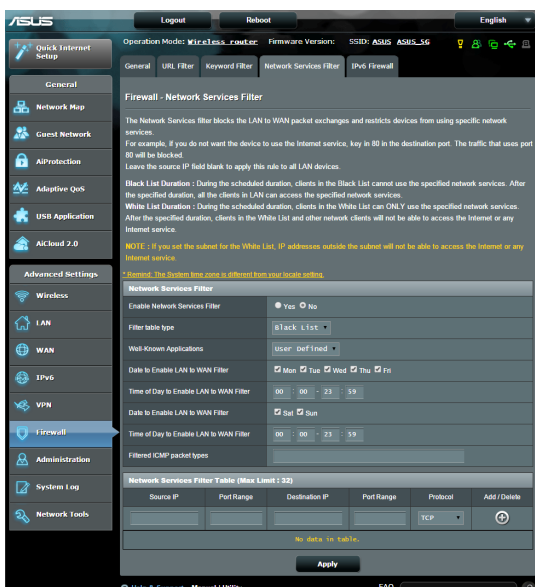 ASUS
Logout
Reboot
English
Quick Internet Setup
Operation Mode: Wireless router Firmware Version: SSID: ASUS ASUS_5G
General
URL Filter
Keyword Filter
Network Services Filter
IPv6 Firewall
General
Network Map
Guest Network
AiProtection
Adaptive QoS
USB Application
AiCloud 2.0
Advanced Settings
Wireless
LAN
WAN
IPv6
VPN
Firewall
Administration
System Log
Network Tools
Firewall - Network Services Filter
The Network Services filter blocks the LAN to WAN packet exchanges and restricts devices from using specific network
services.
For example, if you do not want the device to use the Internet service, key in 80 in the destination port. The traffic that uses port
80 will be blocked.
Leave the source IP field blank to apply this rule to all LAN devices.
Black List Duration : During the scheduled duration, clients in the Black List cannot use the specified network services. After
the specified duration, all the clients in LAN can access the specified network services.
White List Duration : During the scheduled duration, clients in the White List can ONLY use the specified network services.
After the specified duration, clients in the White List and other network clients will not be able to access the Internet or any
Internet service.
NOTE : If you set the subnet for the White List, IP addresses outside the subnet will not be able to access the Internet or any
Internet service.
* Remind: The System time zone is different from your locale setting.
Network Services Filter
Enable Network Services Filter Yes No
Filter table type Black List
Well-Known Applications User Defined
Date to Enable LAN to WAN Filter Mon Tue Wed Thu Fri
Time of Day to Enable LAN to WAN Filter 00 : 00 - 23 : 59
Date to Enable LAN to WAN Filter Sat Sun
Time of Day to Enable LAN to WAN Filter 00 : 00 - 23 : 59
Filtered ICMP packet types
Network Services Filter Table (Max Limit : 32)
Source IP Port Range Destination IP Port Range Protocol Add / Delete
TCP
No data in table.
Apply
Help & Support Manual | Utility FAQ